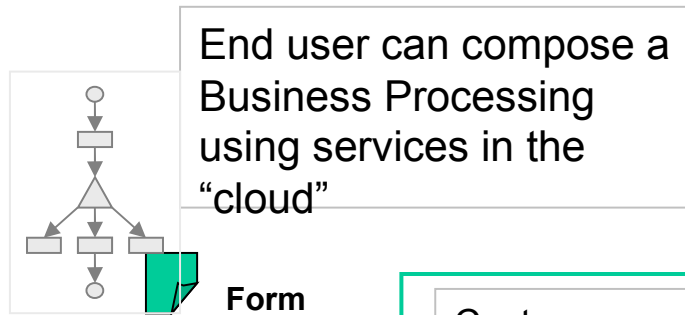 End user can compose a
Business Processing
using services in the
“cloud”
Form